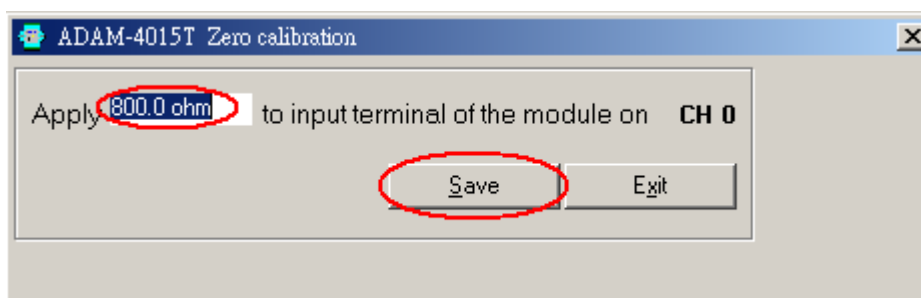 ADAM-4015T Zero calibration
Apply 800.0 ohm to input terminal of the module on CH 0
Save Exit